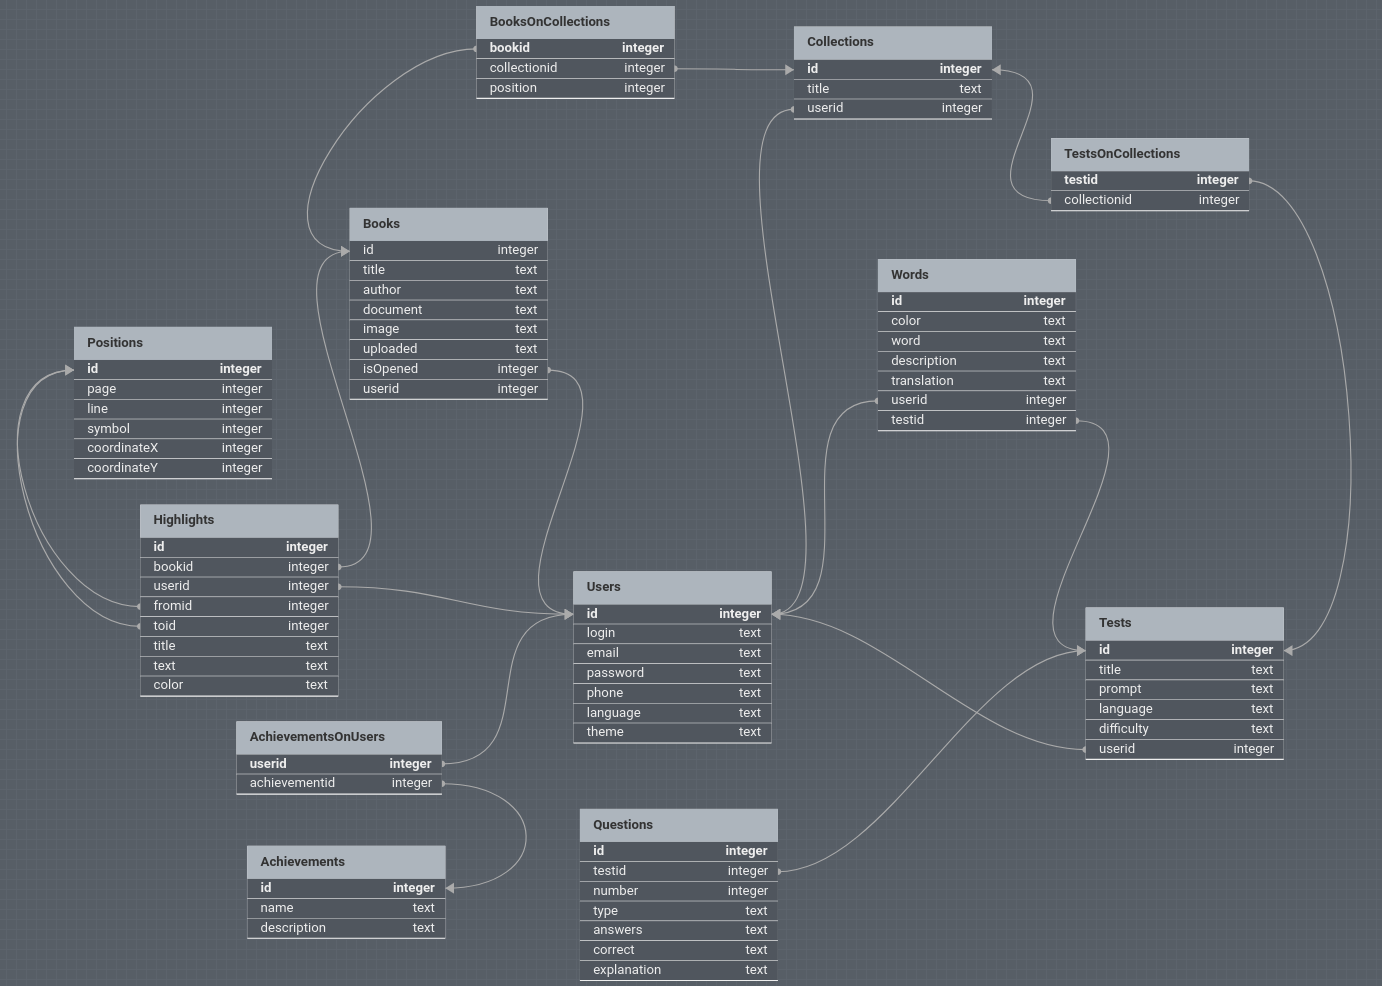 BooksOnCollections
bookid integer
collectionid integer
position integer
Collections
id integer
title text
userid integer
TestsOnCollections
testid integer
collectionid integer
Books
id integer
title text
author text
document text
image text
uploaded text
isOpened integer
userid integer
Words
id integer
color text
word text
description text
translation text
userid integer
testid integer
Positions
id integer
page integer
line integer
symbol integer
coordinateX integer
coordinateY integer
Highlights
id integer
bookid integer
userid integer
fromid integer
toid integer
title text
text text
color text
Users
id integer
login text
email text
password text
phone text
language text
theme text
Tests
id integer
title text
prompt text
language text
difficulty text
userid integer
AchievementsOnUsers
userid integer
achievementid integer
Achievements
id integer
name text
description text
Questions
id integer
testid integer
number integer
type text
answers text
correct text
explanation text